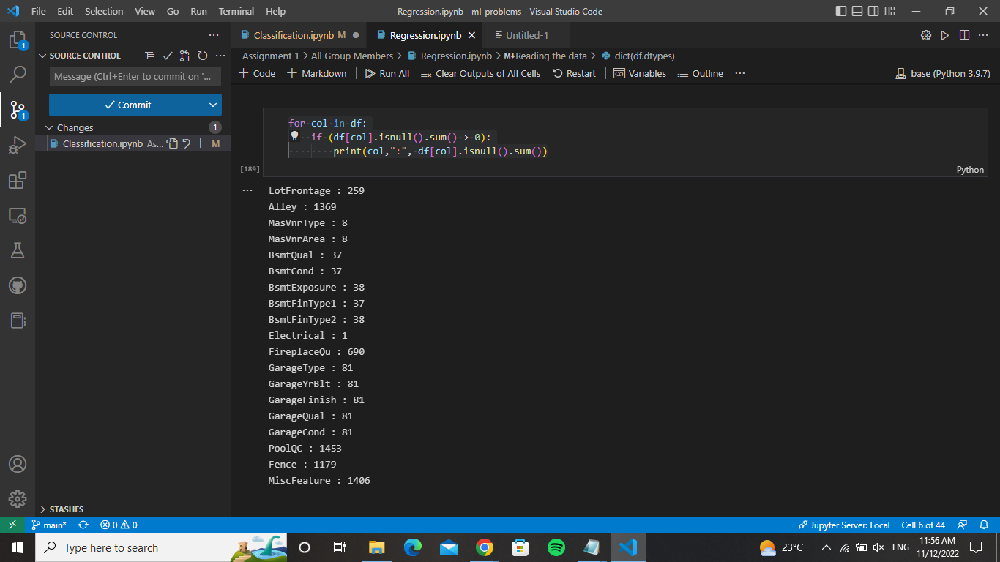 File Edit Selection View Go Run Terminal Help
Regression.ipynb - ml-problems - Visual Studio Code
SOURCE CONTROL
SOURCE CONTROL
Message (Ctrl+Enter to commit on '...
Commit
Changes 1
Classification.ipynb As... M
STASHES
1
1
Classification.ipynb M
Regression.ipynb
Untitled-1
Assignment 1 > All Group Members > Regression.ipynb > M↓Reading the data > dict(df.dtypes)
+ Code + Markdown Run All Clear Outputs of All Cells Restart Variables Outline ...
base (Python 3.9.7)
for col in df:
if (df[col].isnull().sum() > 0):
print(col,":", df[col].isnull().sum())
[189]
Python
LotFrontage : 259
Alley : 1369
MasVnrType : 8
MasVnrArea : 8
BsmtQual : 37
BsmtCond : 37
BsmtExposure : 38
BsmtFinType1 : 37
BsmtFinType2 : 38
Electrical : 1
FireplaceQu : 690
GarageType : 81
GarageYrBlt : 81
GarageFinish : 81
GarageQual : 81
GarageCond : 81
PoolQC : 1453
Fence : 1179
MiscFeature : 1406
main* 0 0
Jupyter Server: Local Cell 6 of 44
Type here to search
23°C
ENG
11:56 AM
11/12/2022